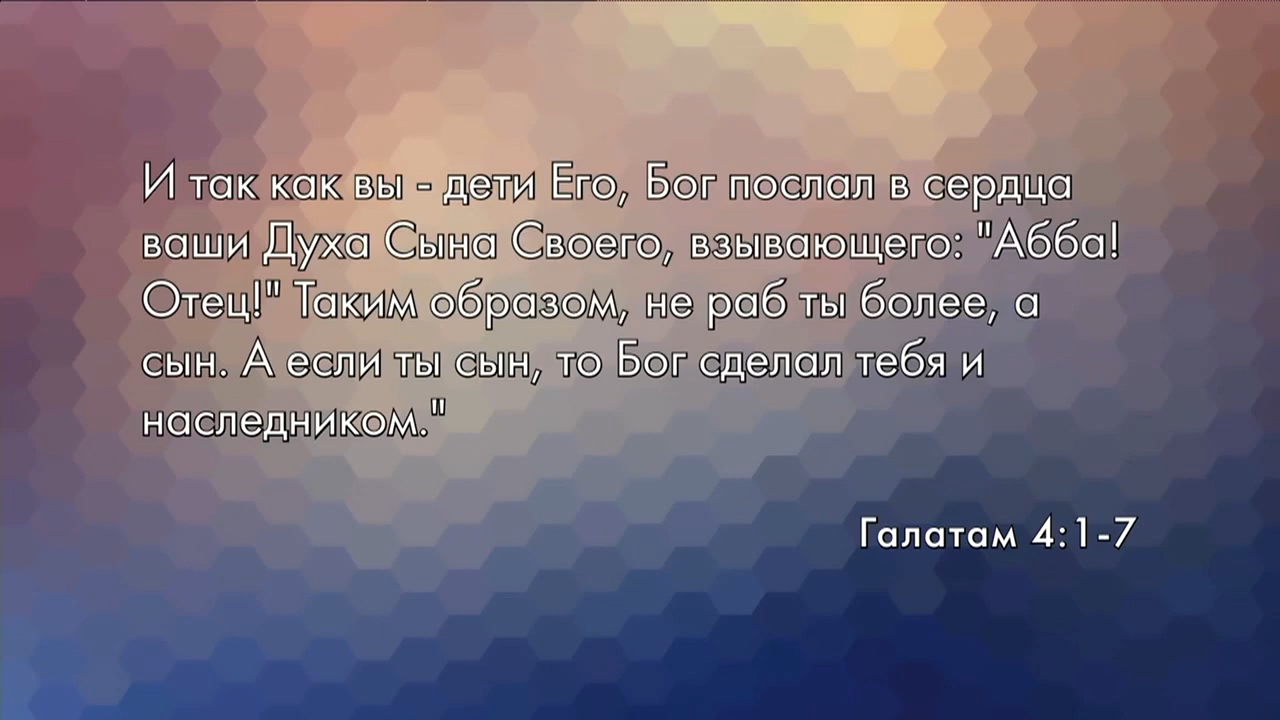 И так как вы - дети Его, Бог послал в сердца
ваши Духа Сына Своего, взывающего: "Абба!
Отец!" Таким образом, не раб ты более, а
сын. А если ты сын, то Бог сделал тебя и
наследником."
Галатам 4:1-7